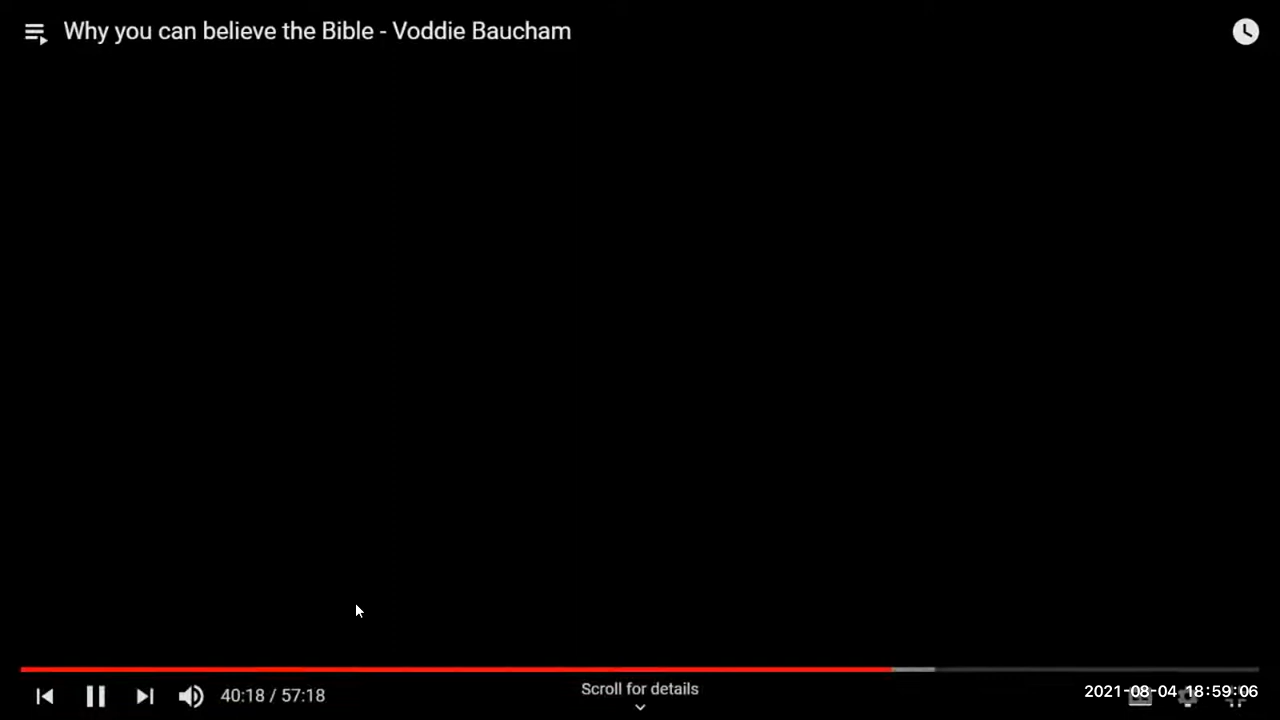 Why you can believe the Bible - Voddie Baucham
40:18 / 57:18
Scroll for details
2021-08-04 18:59:06